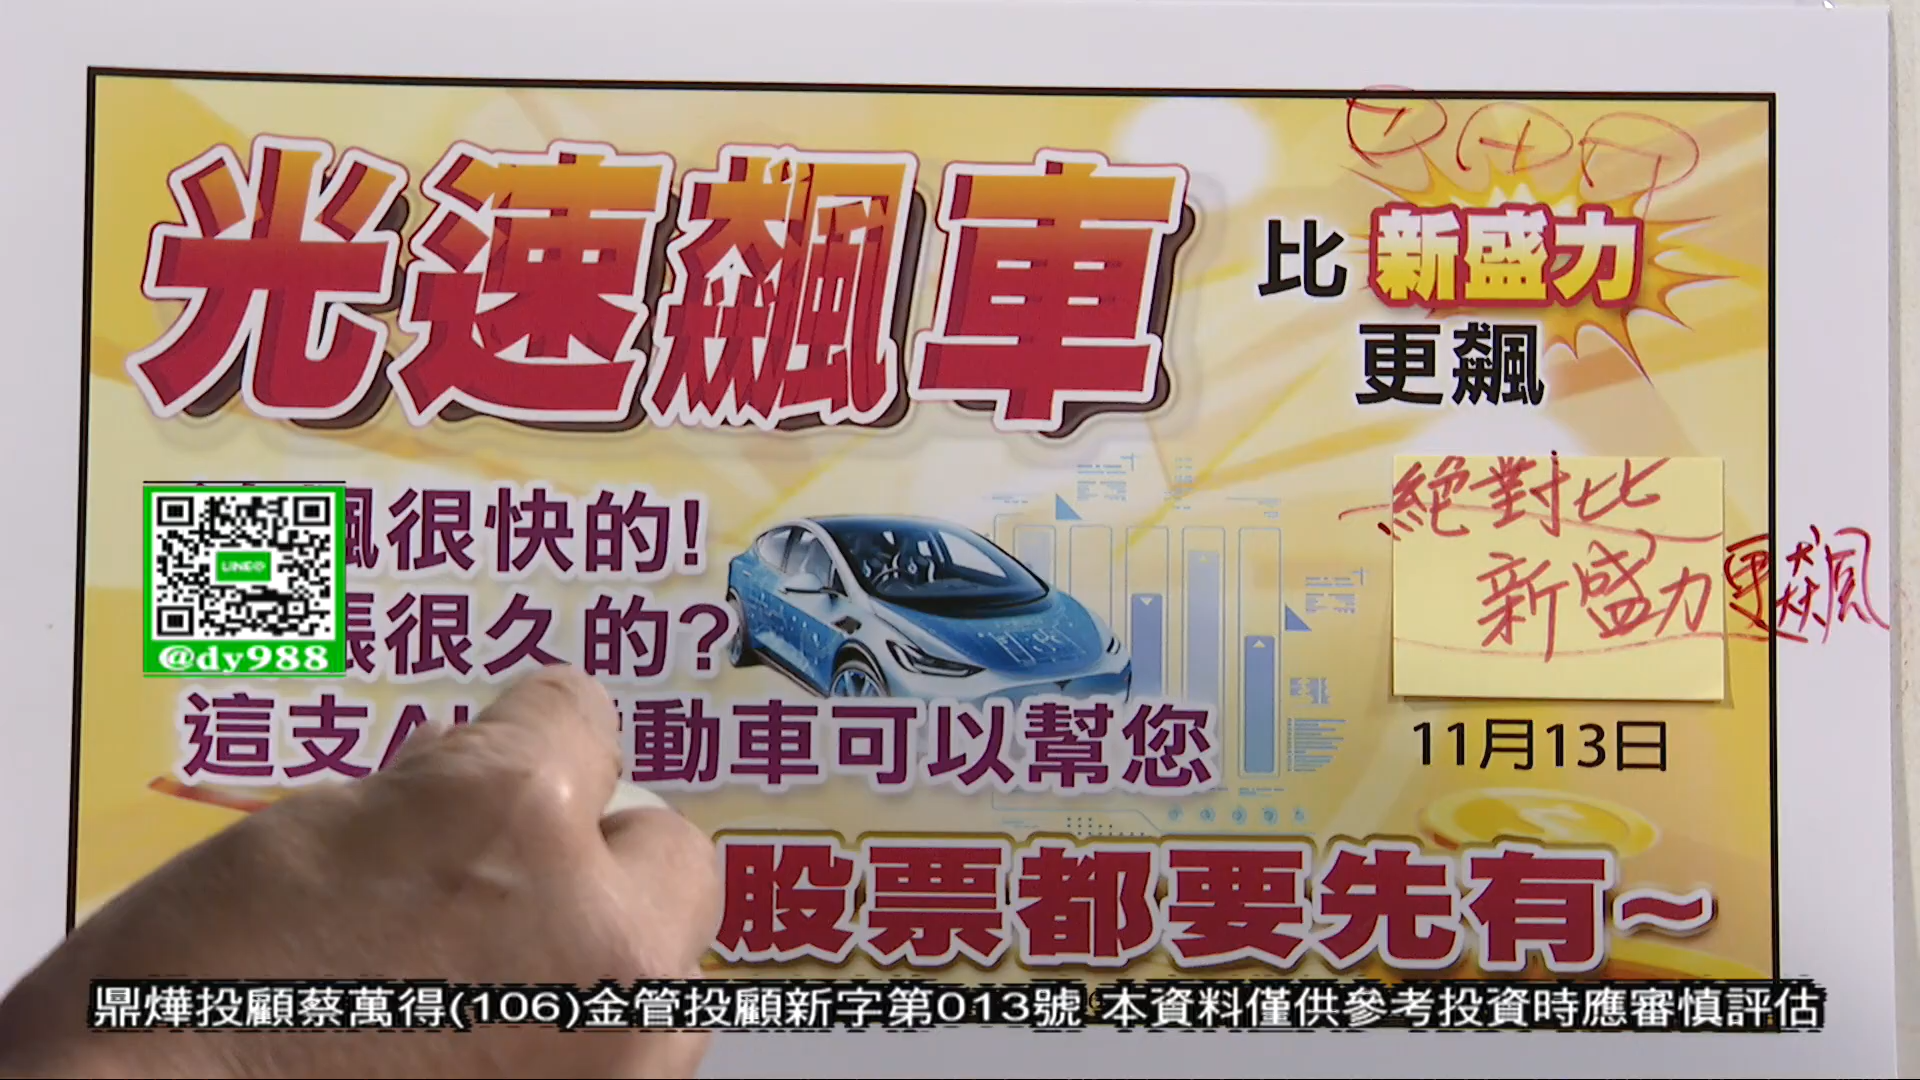 光速飆車
比 新盛力
更飆
飆很很快的!
漲很久的?
這支AI 動車可以幫您
股票都要先有~
絕對比
新盛力更飆
11月13日
LINE@
@dy988
鼎燁投顧蔡萬得(106)金管投顧新字第013號 本資料僅供參考投資時應審慎評估